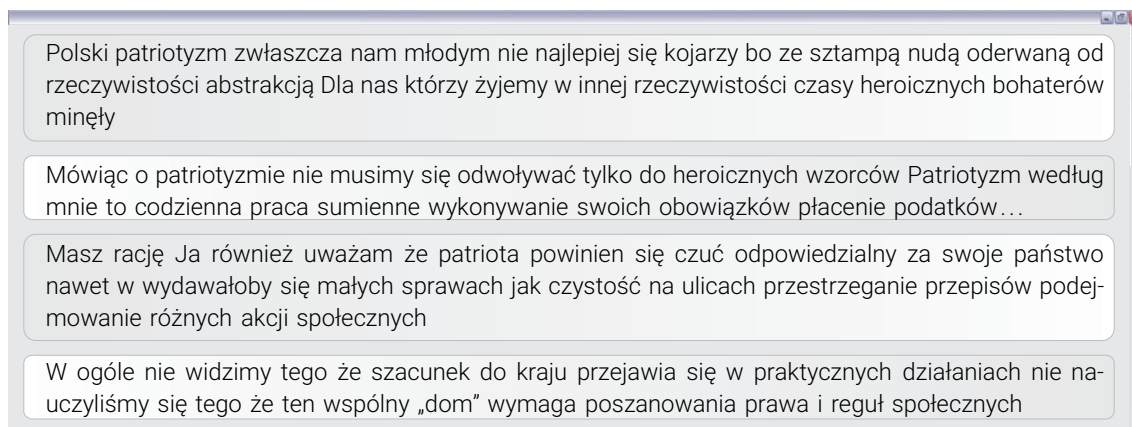 Polski patriotyzm zwłaszcza nam młodym nie najlepiej się kojarzy bo ze sztampą nudą oderwaną od
rzeczywistości abstrakcją Dla nas którzy żyjemy w innej rzeczywistości czasy heroicznych bohaterów
minęły
Mówiąc o patriotyzmie nie musimy się odwoływać tylko do heroicznych wzorców Patriotyzm według
mnie to codzienna praca sumienne wykonywanie swoich obowiązków płacenie podatków…
Masz rację Ja również uważam że patriota powinien się czuć odpowiedzialny za swoje państwo
nawet w wydawałoby się małych sprawach jak czystość na ulicach przestrzeganie przepisów podej-
mowanie różnych akcji społecznych
W ogóle nie widzimy tego że szacunek do kraju przejawia się w praktycznych działaniach nie na-
uczyliśmy się tego że ten wspólny „dom” wymaga poszanowania prawa i reguł społecznych